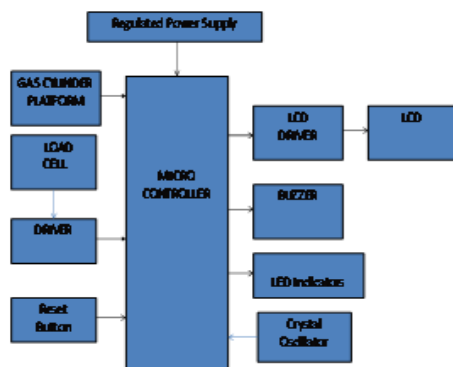 Regulated Power Supply
GAS CYLINDER
PLATFORM
LOAD
CELL
DRIVER
Reset
Button
MICRO
CONTROLLER
LCD
DRIVER
LCD
BUZZER
LED Indicators
Crystal
Oscillator